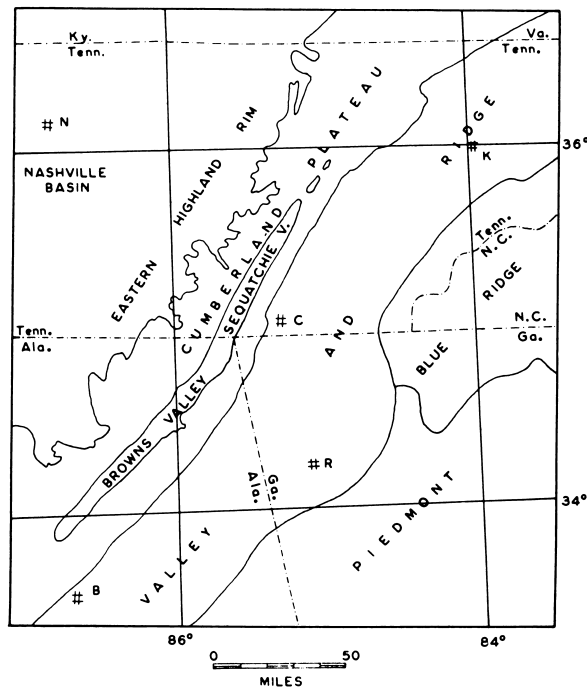 Ky.
Tenn.
Va.
Tenn.
# N
NASHVILLE
BASIN
EASTERN HIGHLAND RIM
CUMBERLAND PLATEAU
SEQUATCHIE V.
BROWNS VALLEY
VALLEY AND RIDGE
# K
36°
Tenn.
N.C.
BLUE RIDGE
Tenn.
Ala.
# C
N.C.
Ga.
# R
Ga.
Ala.
34°
PIEDMONT
# B
86°
84°
0 50
MILES